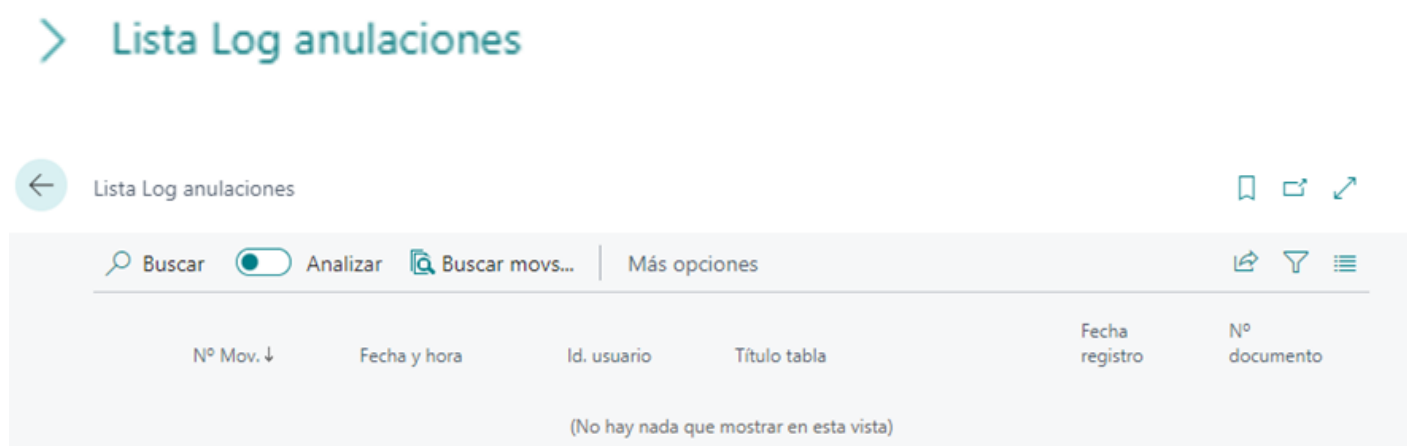 Lista Log anulaciones
Lista Log anulaciones
Buscar Analizar Buscar movs... Más opciones
Nº Mov.↓ Fecha y hora Id. usuario Título tabla Fecha registro Nº documento
(No hay nada que mostrar en esta vista)